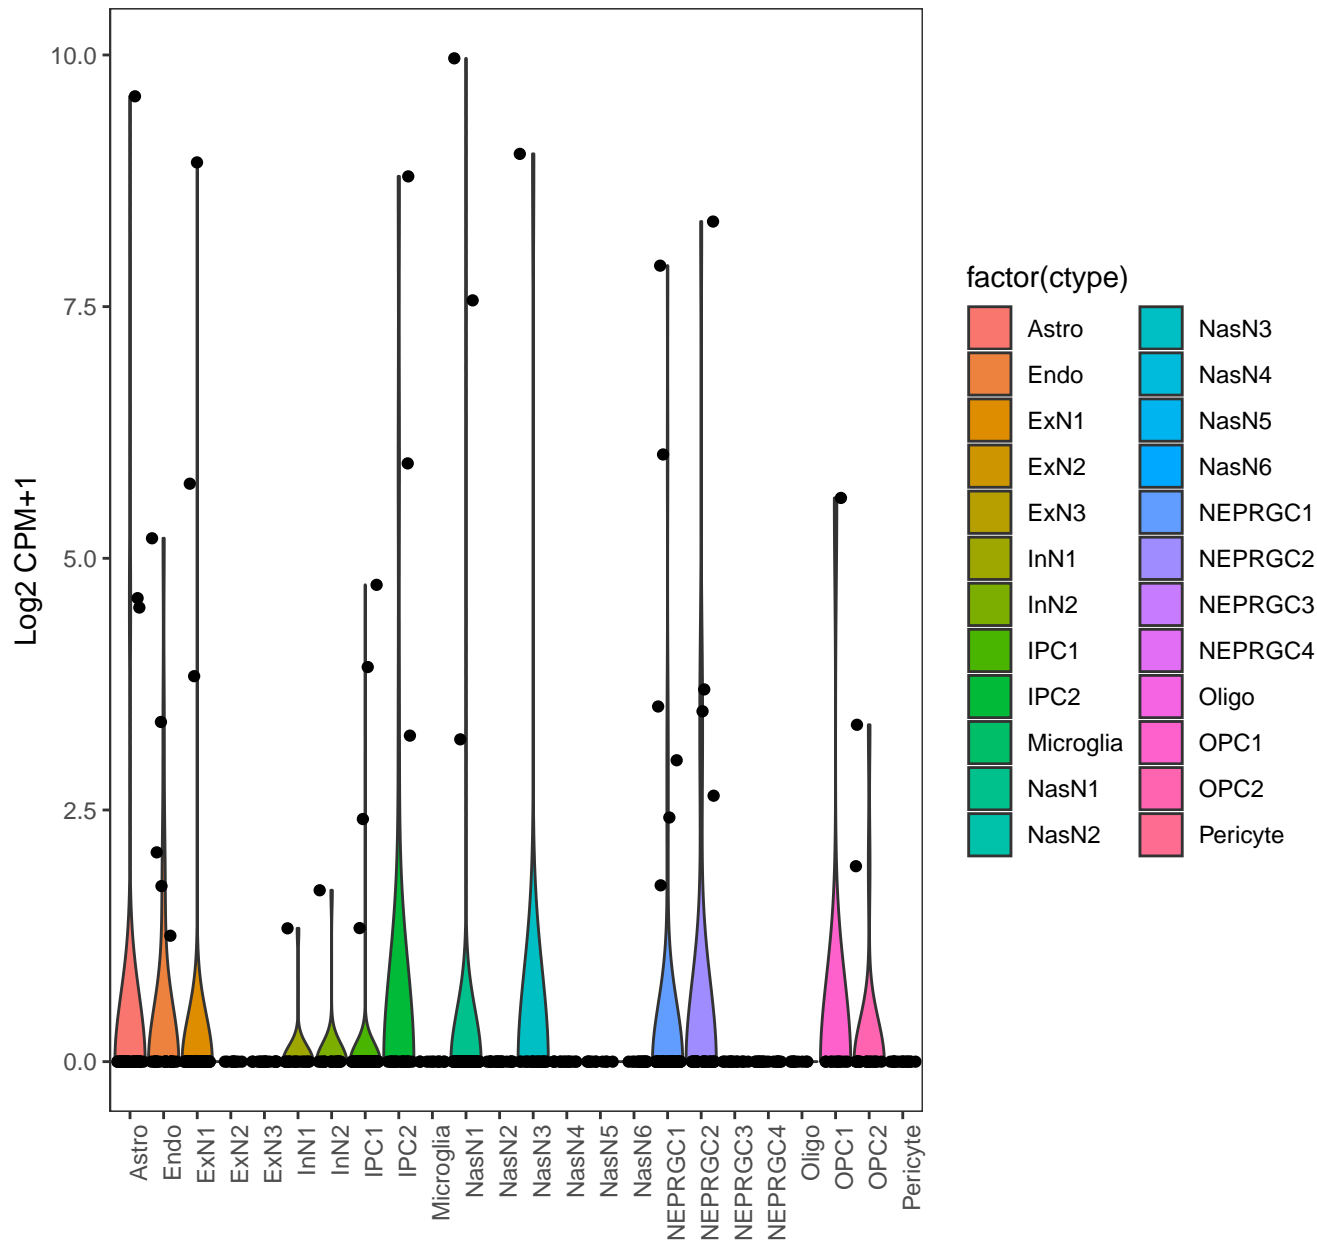 10.0
7.5
5.0
2.5
0.0
Log2 CPM+1
Astro
Endo
ExN1
ExN2
ExN3
InN1
InN2
IPC1
IPC2
Microglia
NasN1
NasN2
NasN3
NasN4
NasN5
NasN6
NEPRGC1
NEPRGC2
NEPRGC3
NEPRGC4
Oligo
OPC1
OPC2
Pericyte
factor(ctype)
Astro
Endo
ExN1
ExN2
ExN3
InN1
InN2
IPC1
IPC2
Microglia
NasN1
NasN2
NasN3
NasN4
NasN5
NasN6
NEPRGC1
NEPRGC2
NEPRGC3
NEPRGC4
Oligo
OPC1
OPC2
Pericyte